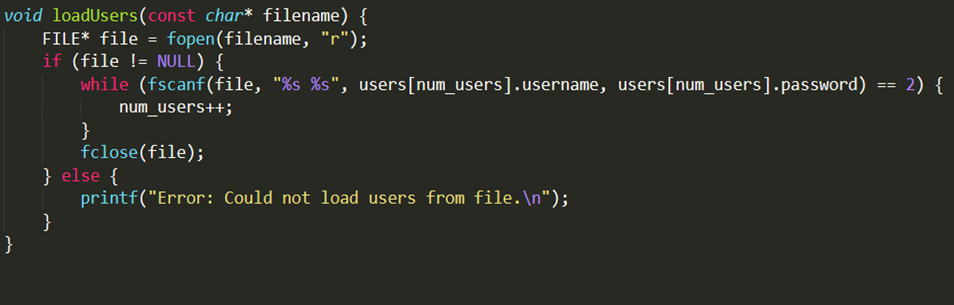 void loadUsers(const char* filename) {
    FILE* file = fopen(filename, "r");
    if (file != NULL) {
        while (fscanf(file, "%s %s", users[num_users].username, users[num_users].password) == 2) {
            num_users++;
        }
        fclose(file);
    } else {
        printf("Error: Could not load users from file.\n");
    }
}